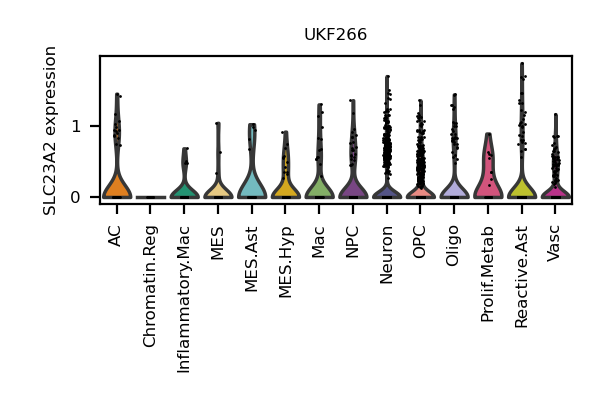 UKF266
SLC23A2 expression
1
0
AC
Chromatin.Reg
Inflammatory.Mac
MES
MES.Ast
MES.Hyp
Mac
NPC
Neuron
OPC
Oligo
Prolif.Metab
Reactive.Ast
Vasc